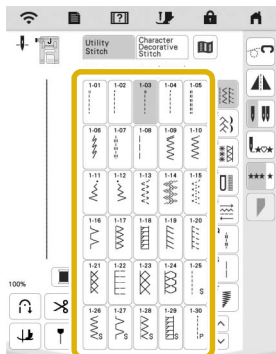 J
Utility Stitch
Character Decorative Stitch
1-01 1-02 1-03 1-04 1-05
1-06 1-07 1-08 1-09 1-10
1-11 1-12 1-13 1-14 1-15
1-16 1-17 1-18 1-19 1-20
1-21 1-22 1-23 1-24 1-25
S
100%
1-26 1-27 1-28 1-29 1-30
S S S S P